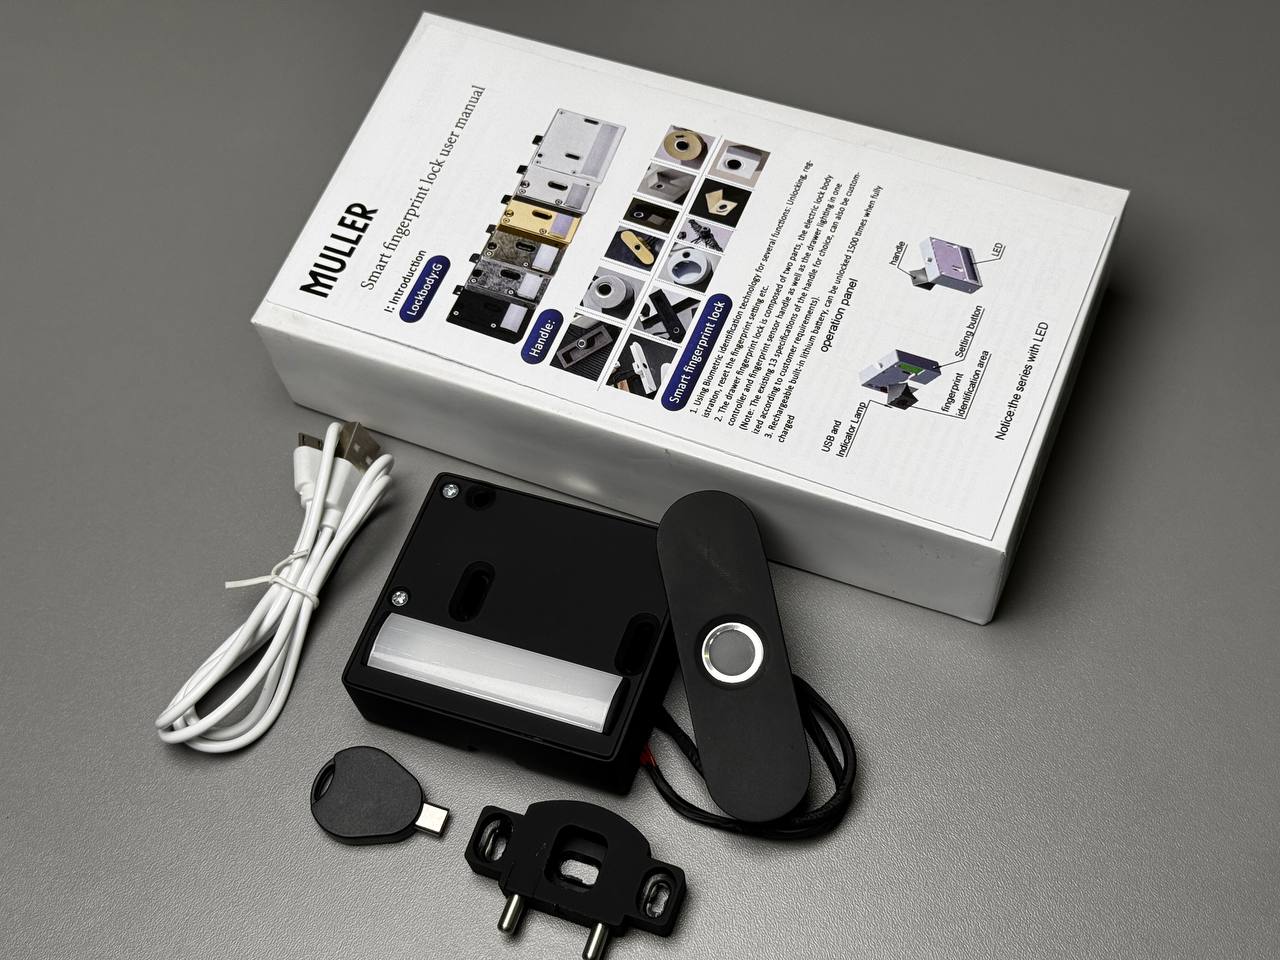 MULLER
Smart fingerprint lock user manual
I: Introduction
Lockbody:G
Handle:
Smart fingerprint lock
1. Using Biometric identification technology for several functions: Unlocking, reg-
istration, reset the fingerprint setting etc.
2. The drawer fingerprint lock is composed of two parts, the electric lock body
controller and fingerprint sensor handle as well as the drawer lighting in one
(Note: The existing 13 specifications of the handle for choice, can also be custom-
ized according to customer requirements).
3. Rechargeable built-in lithium battery, can be unlocked 1500 times when fully
charged
operation panel
handle
LED
Setting button
fingerprint
identification area
USB and
Indicator Lamp
Notice:the series with LED